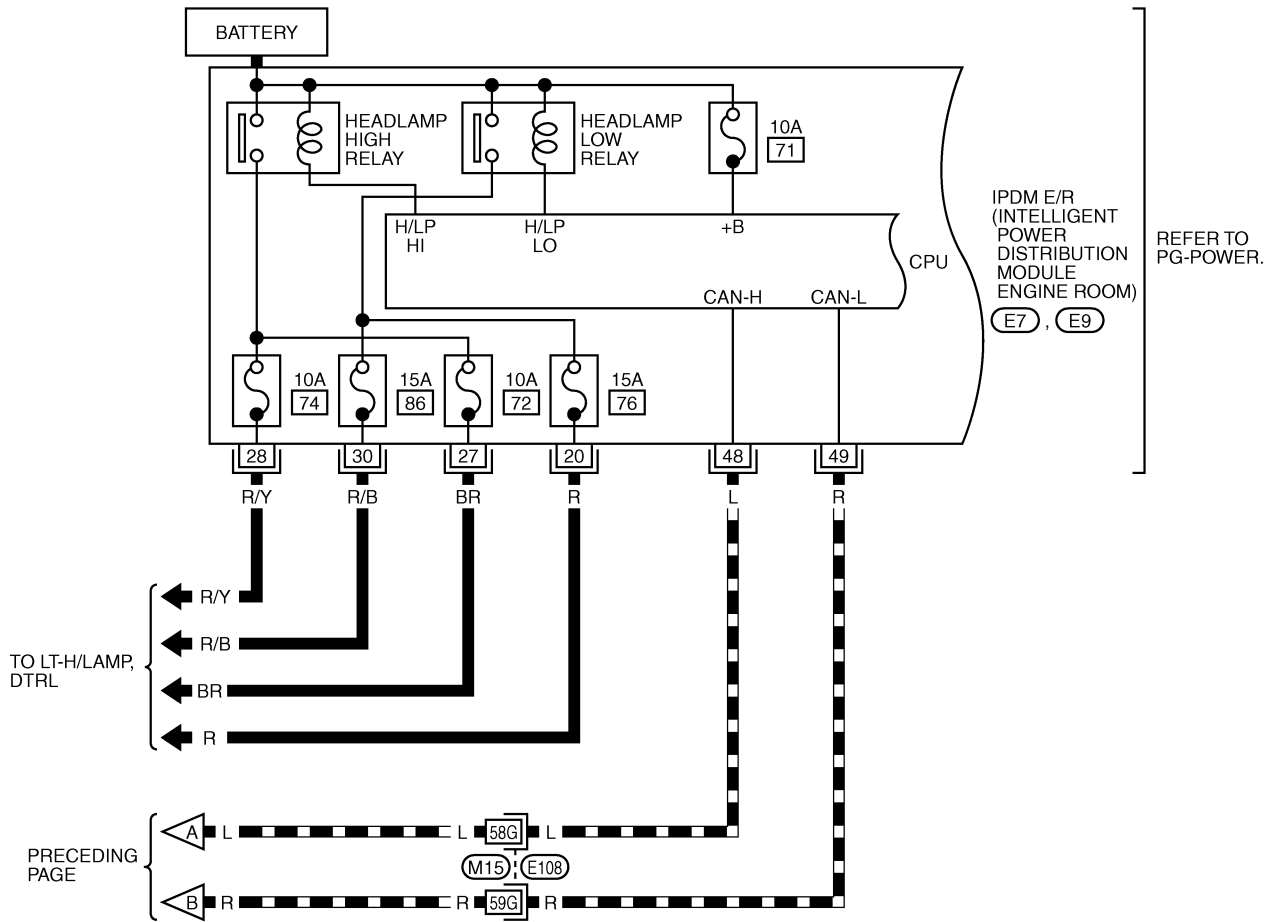 BATTERY
HEADLAMP
HIGH
RELAY
HEADLAMP
LOW
RELAY
10A
71
H/LP
HI
H/LP
LO
+B
CPU
CAN-H
CAN-L
IPDM E/R
(INTELLIGENT
POWER
DISTRIBUTION
MODULE
ENGINE ROOM)
E7 , E9
REFER TO
PG-POWER.
10A
74
15A
86
10A
72
15A
76
28
30
27
20
48
49
R/Y
R/B
BR
R
L
R
TO LT-H/LAMP,
DTRL
R/Y
R/B
BR
R
PRECEDING
PAGE
A L L 58G L
M15 E108
B R R 59G R